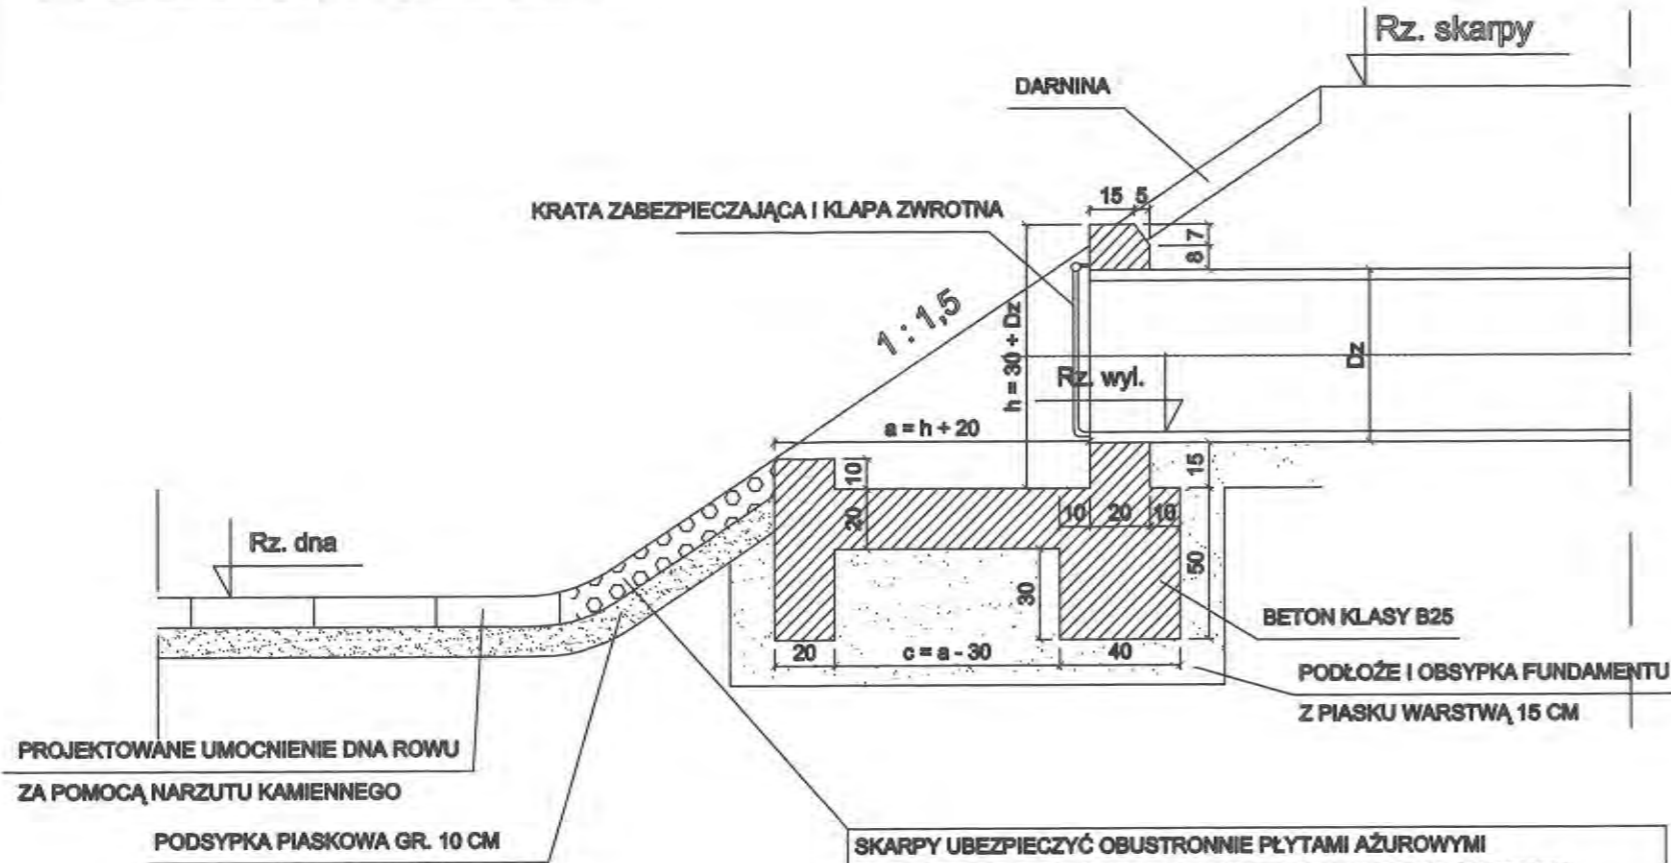 Rz. skarpy
DARNINA
KRATA ZABEZPIECZAJĄCA I KLAPA ZWROTNA
15 5
7
8
1 : 1,5
h = 30 + Dz
Dz
Rz. wyl.
a = h + 20
10
20
15
10 20 10
50
30
Rz. dna
BETON KLASY B25
20 c = a - 30 40
PODŁOŻE I OBSYPKA FUNDAMENTU
Z PIASKU WARSTWĄ 15 CM
PROJEKTOWANE UMOCNIENIE DNA ROWU
ZA POMOCĄ NARZUTU KAMIENNEGO
PODSYPKA PIASKOWA GR. 10 CM
SKARPY UBEZPIECZYĆ OBUSTRONNIE PŁYTAMI AŻUROWYMI